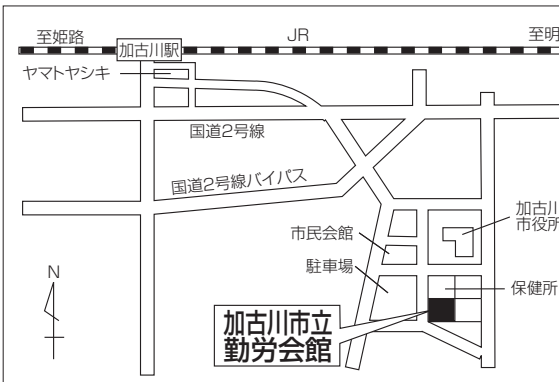 至姫路
加古川駅
JR
至明
ヤマトヤシキ
国道2号線
国道2号線バイパス
加古川
市役所
市民会館
駐車場
保健所
N
加古川市立
勤労会館